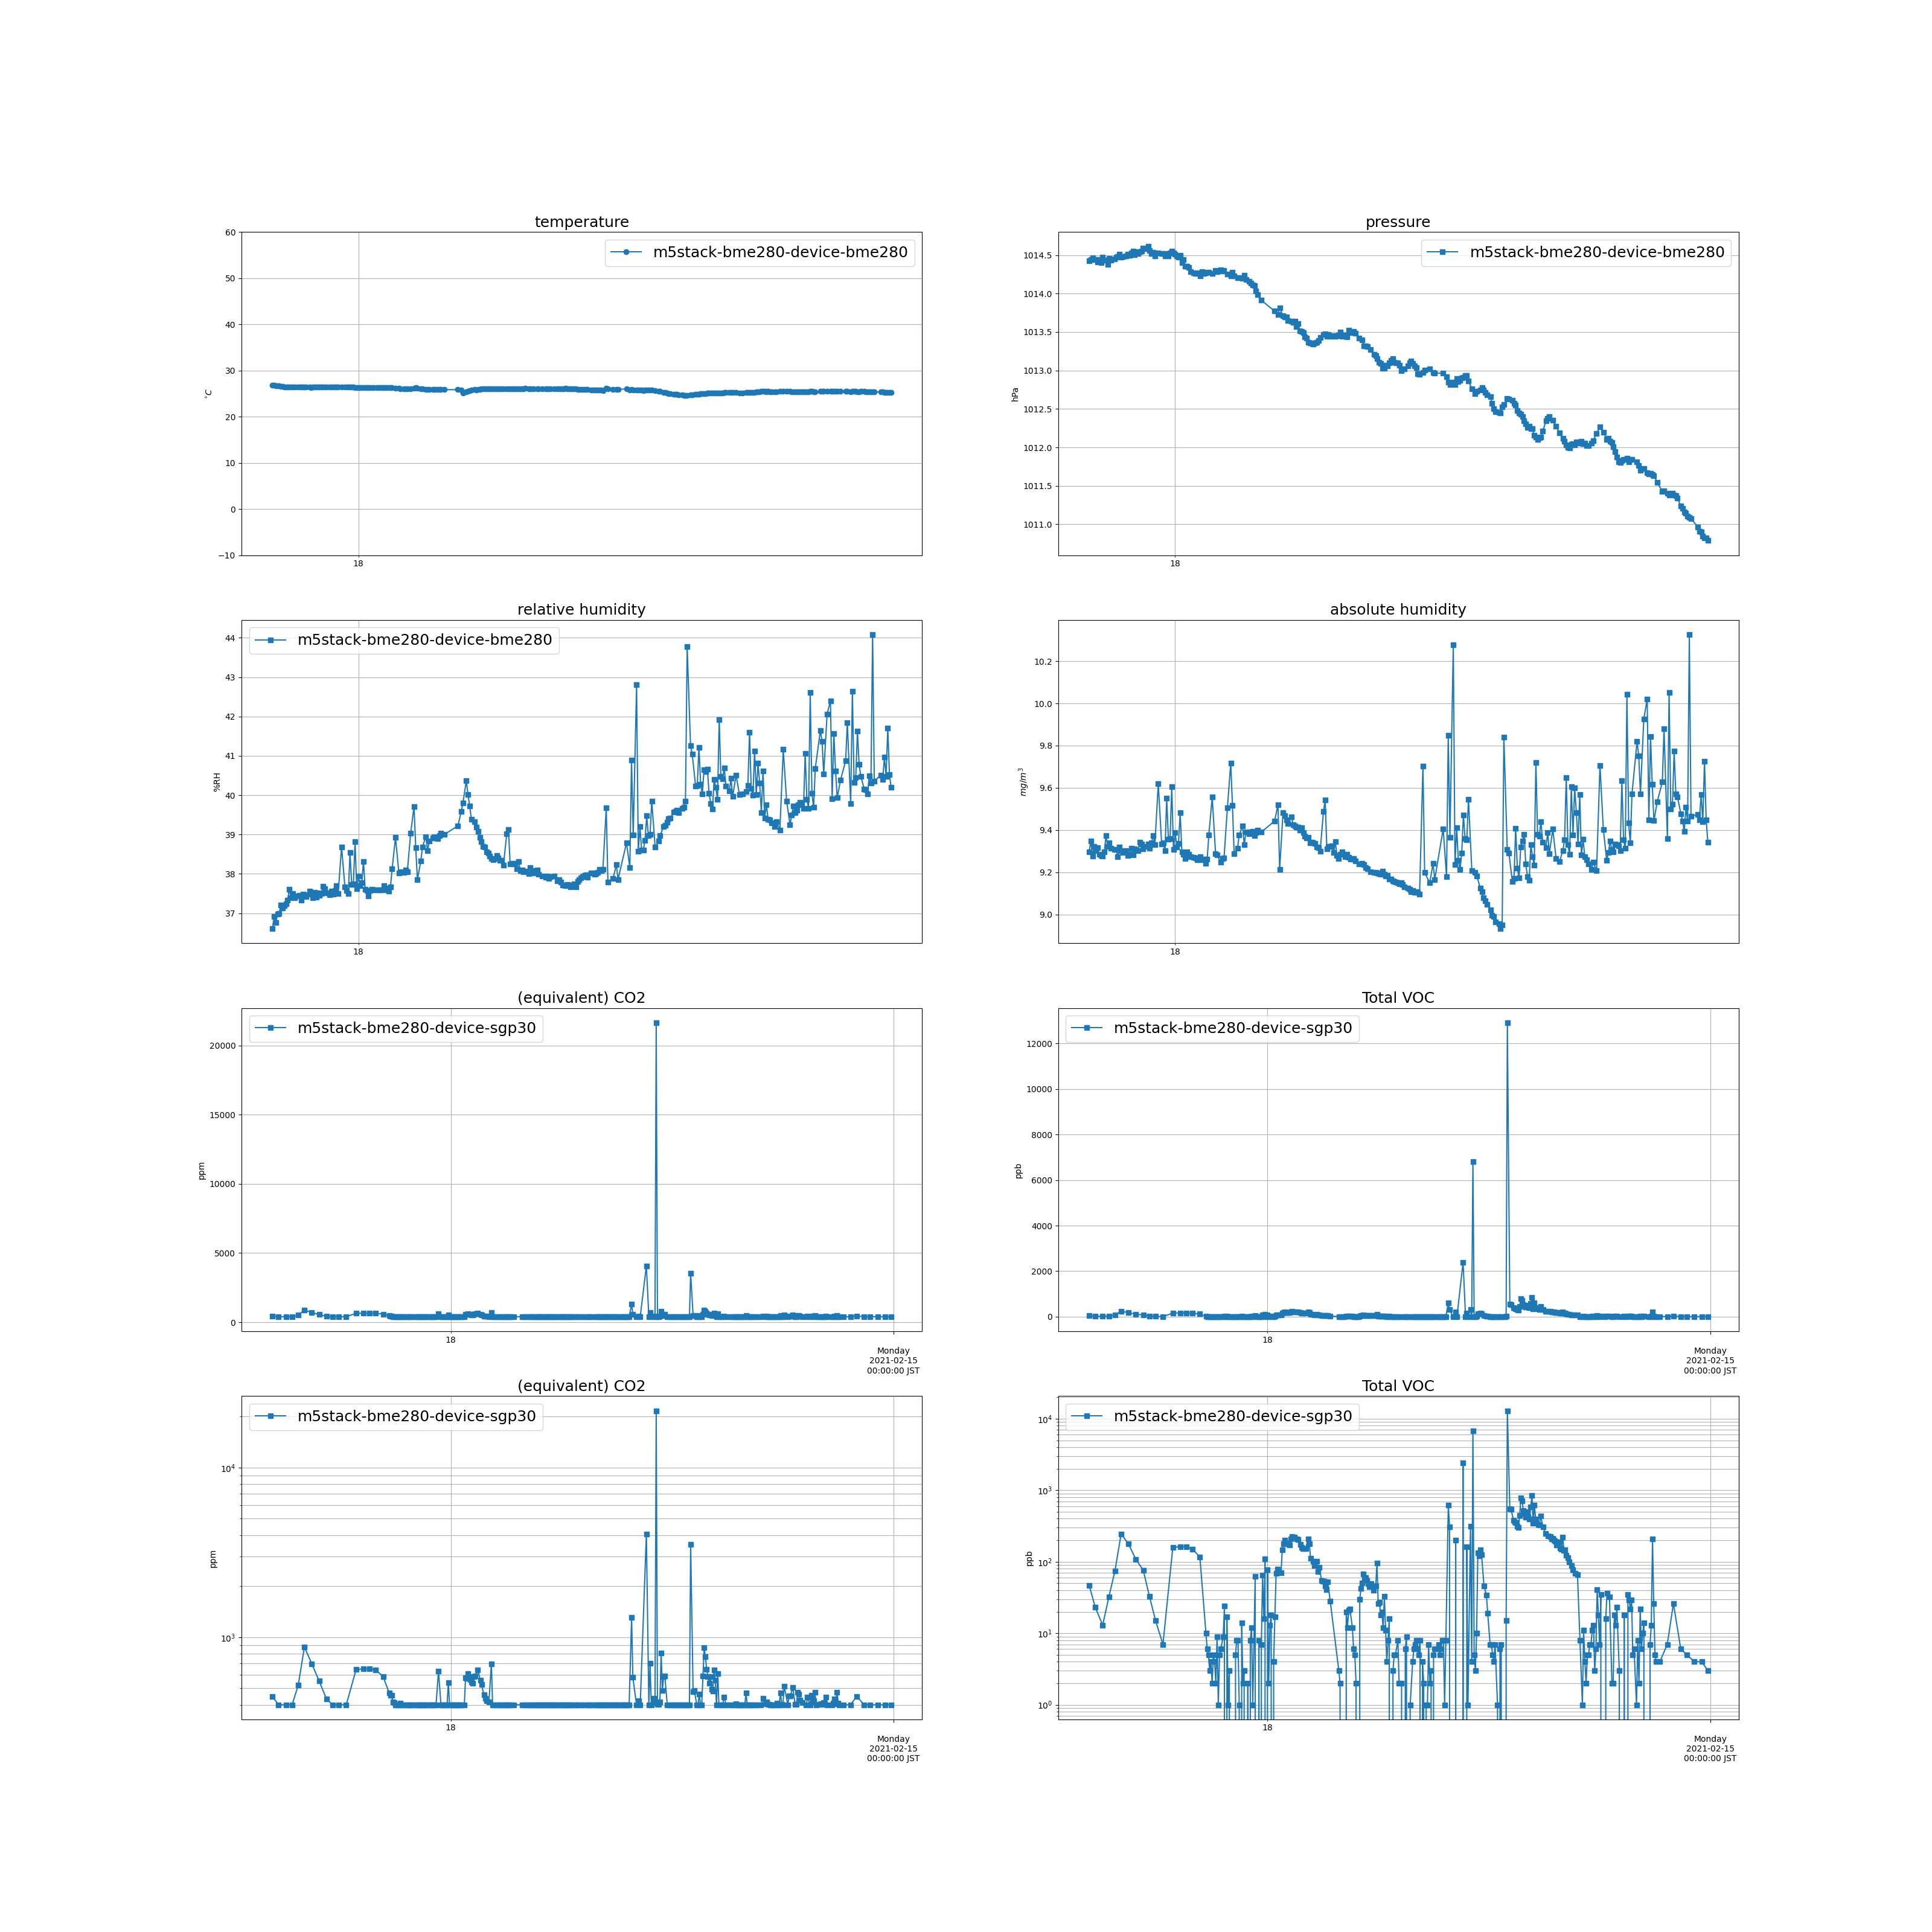 temperature
pressure
60
50
40
30
20
10
0
−10
°C
m5stack-bme280-device-bme280
18
1014.5
1014.0
1013.5
1013.0
1012.5
1012.0
1011.5
1011.0
hPa
m5stack-bme280-device-bme280
18
relative humidity
absolute humidity
44
43
42
41
40
39
38
37
%RH
m5stack-bme280-device-bme280
18
10.2
10.0
9.8
9.6
9.4
9.2
9.0
mg/m³
18
(equivalent) CO2
Total VOC
20000
15000
10000
5000
0
ppm
m5stack-bme280-device-sgp30
18
Monday
2021-02-15
00:00:00 JST
12000
10000
8000
6000
4000
2000
0
ppb
m5stack-bme280-device-sgp30
18
Monday
2021-02-15
00:00:00 JST
(equivalent) CO2
Total VOC
10⁴
10³
ppm
m5stack-bme280-device-sgp30
18
Monday
2021-02-15
00:00:00 JST
10⁴
10³
10²
10¹
10⁰
ppb
m5stack-bme280-device-sgp30
18
Monday
2021-02-15
00:00:00 JST